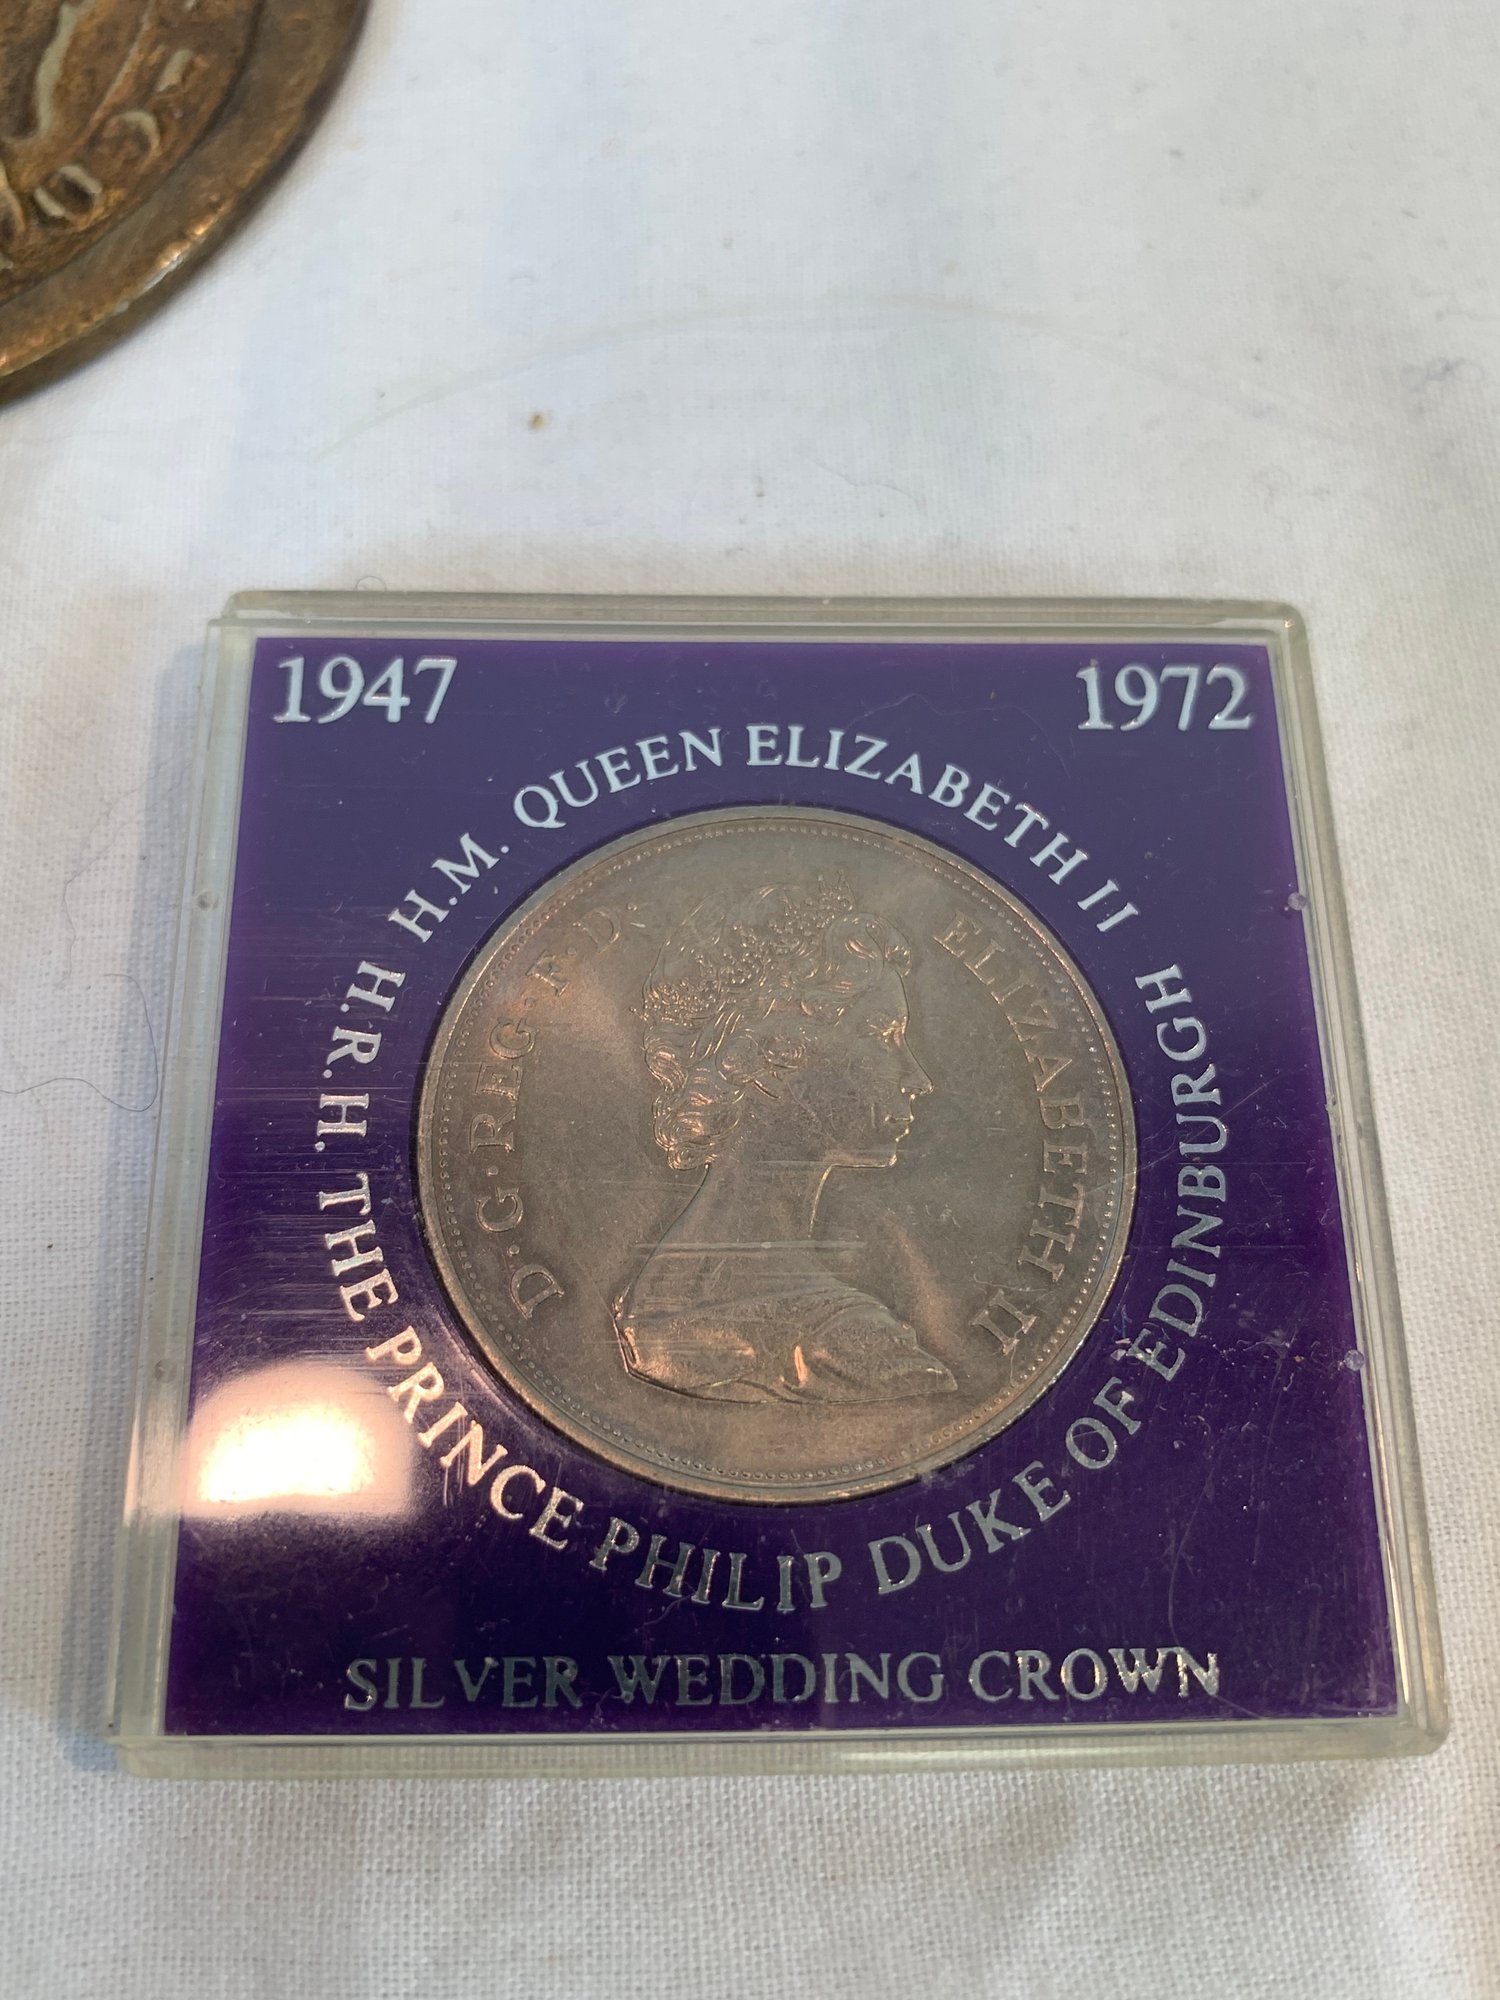 1947
1972
H.M. QUEEN ELIZABETH II
H.R.H. THE PRINCE PHILIP DUKE OF EDINBURGH
D·G·REG·F·D·
ELIZABETH II
SILVER WEDDING CROWN